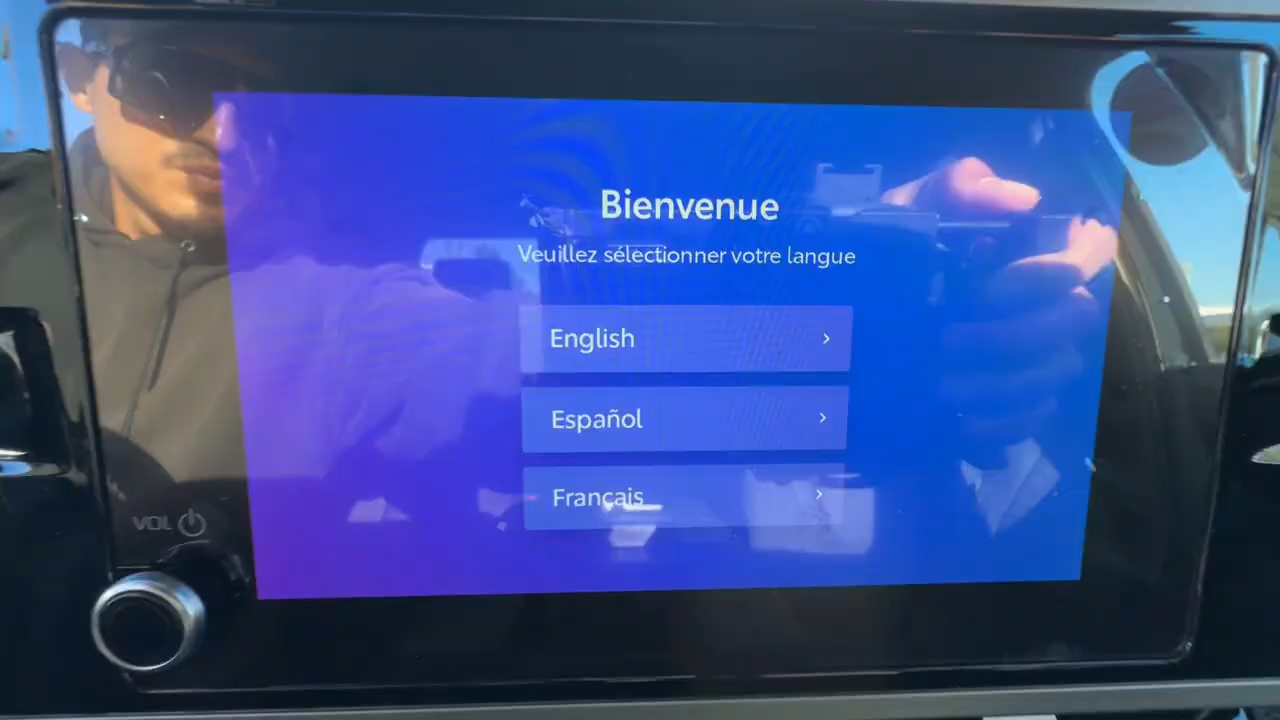 Bienvenue
Veuillez sélectionner votre langue
English
Español
Français
VOL